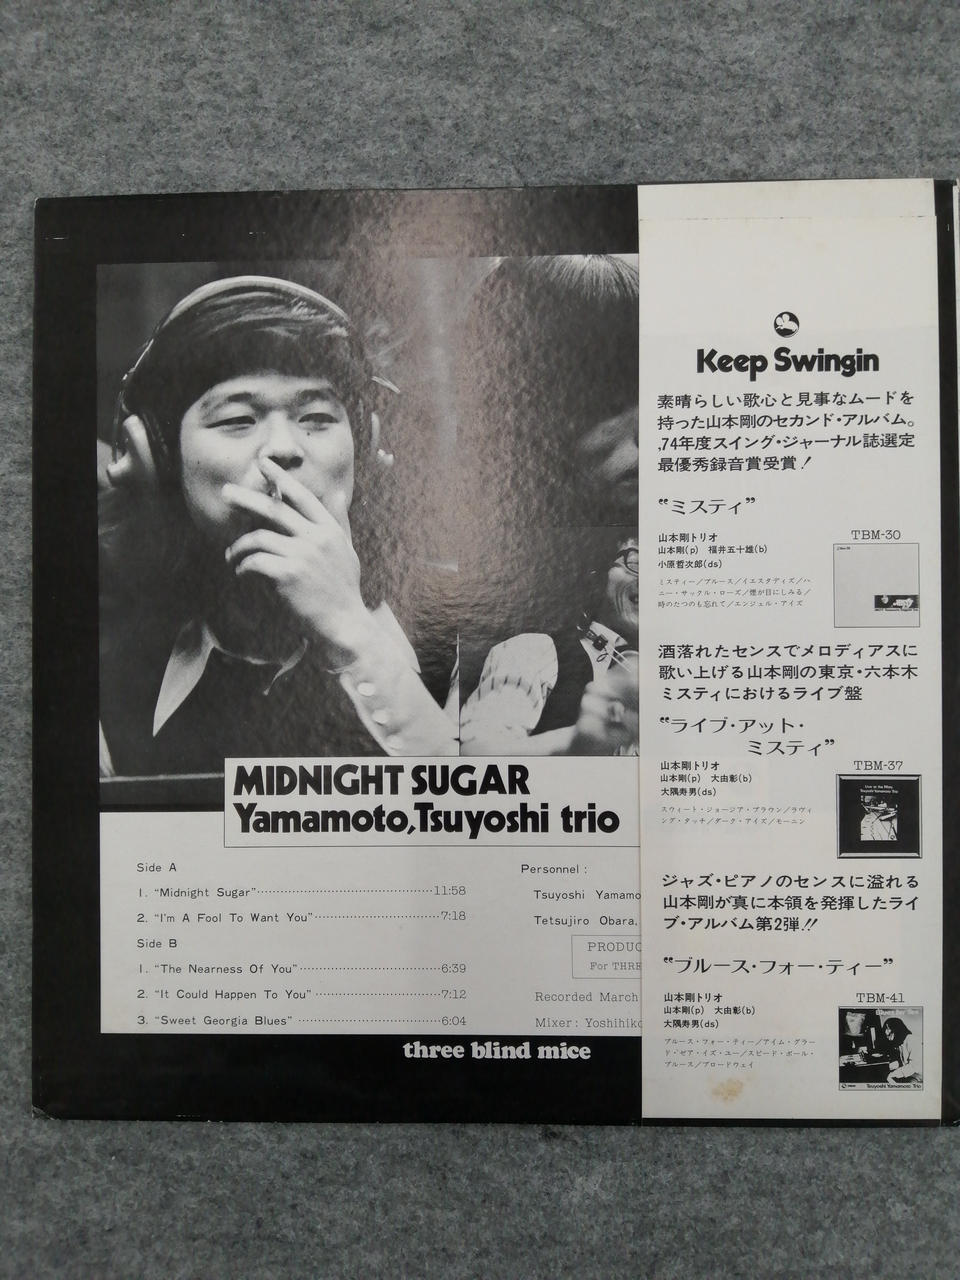 MIDNIGHT SUGAR
Yamamoto,Tsuyoshi trio
Side A
1. “Midnight Sugar”……………………………11:58
2. “I'm A Fool To Want You”……………………7:18
Side B
1. “The Nearness Of You”………………………6:39
2. “It Could Happen To You”……………………7:12
3. “Sweet Georgia Blues” ………………………6:04
Personnel :
Tsuyoshi Yamamo
Tetsujiro Obara,
PRODUC
For THRE
Recorded March
Mixer : Yoshihiko
three blind mice
Keep Swingin
素晴らしい歌心と見事なムードを
持った山本剛のセカンド・アルバム。
,74年度スイング・ジャーナル誌選定
最優秀録音賞受賞！
“ミスティ”
山本剛トリオ
山本剛(p) 福井五十雄(b)
小原哲次郎(ds)
ミスティー／ブルース／イエスタデイズ／ハ
ニー・サックル・ローズ／煙が目にしみる／
時のたつのも忘れて／エンジェル・アイズ
TBM-30
洒落れたセンスでメロディアスに
歌い上げる山本剛の東京・六本木
ミスティにおけるライブ盤
“ライブ・アット・
ミスティ”
山本剛トリオ
山本剛(p) 大由彰(b)
大隅寿男(ds)
スウィート・ジョージア・ブラウン／ラヴィ
ング・タッチ／ダーク・アイズ／モーニン
TBM-37
Live at the Misty
Tsuyoshi Yamamoto Trio
ジャズ・ピアノのセンスに溢れる
山本剛が真に本領を発揮したライ
ブ・アルバム第2弾.!!
“ブルース・フォー・ティー”
山本剛トリオ
山本剛(p) 大由彰(b)
大隅寿男(ds)
ブルース・フォー・ティー／アイム・グラー
ド・ゼア・イズ・ユー／スピード・ボール・
ブルース／ブロードウェイ
TBM-41
Blues for Tee
Tsuyoshi Yamamoto Trio